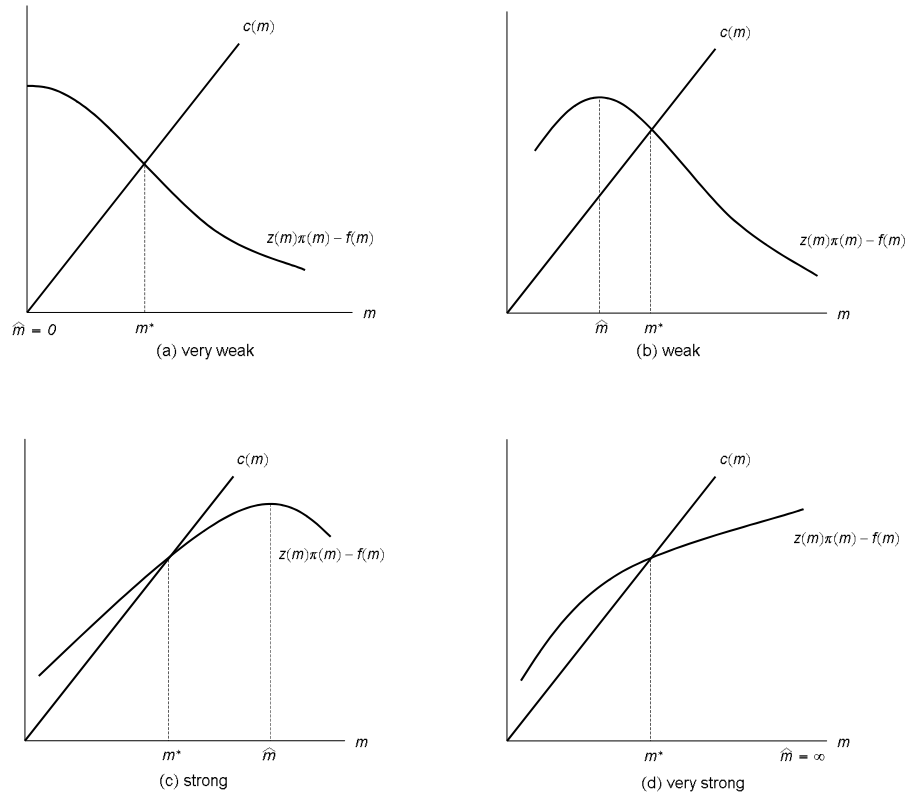 c(m)
z(m)π(m) – f(m)
m
m̂ = 0
m*
(a) very weak
c(m)
z(m)π(m) – f(m)
m
m̂
m*
(b) weak
c(m)
z(m)π(m) – f(m)
m
m*
m̂
(c) strong
c(m)
z(m)π(m) – f(m)
m
m*
m̂ = ∞
(d) very strong